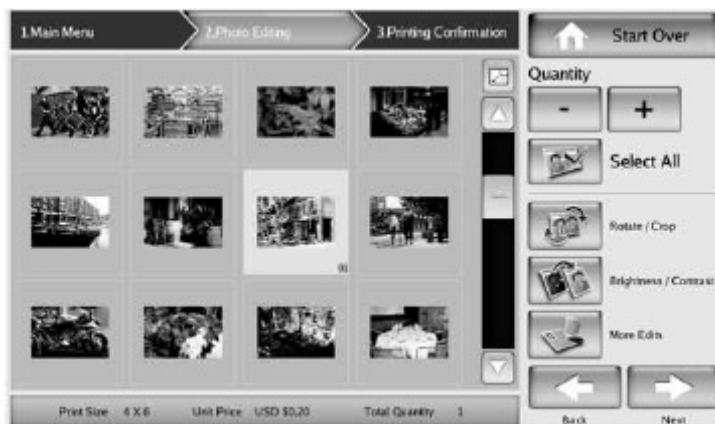 1.Main Menu
2.Photo Editing
3.Printing Confirmation
Start Over
Quantity
- +
Select All
Rotate / Crop
Brightness / Contrast
More Edits
01
Print Size 4 X 6 Unit Price USD $0.20 Total Quantity 1
Back Next